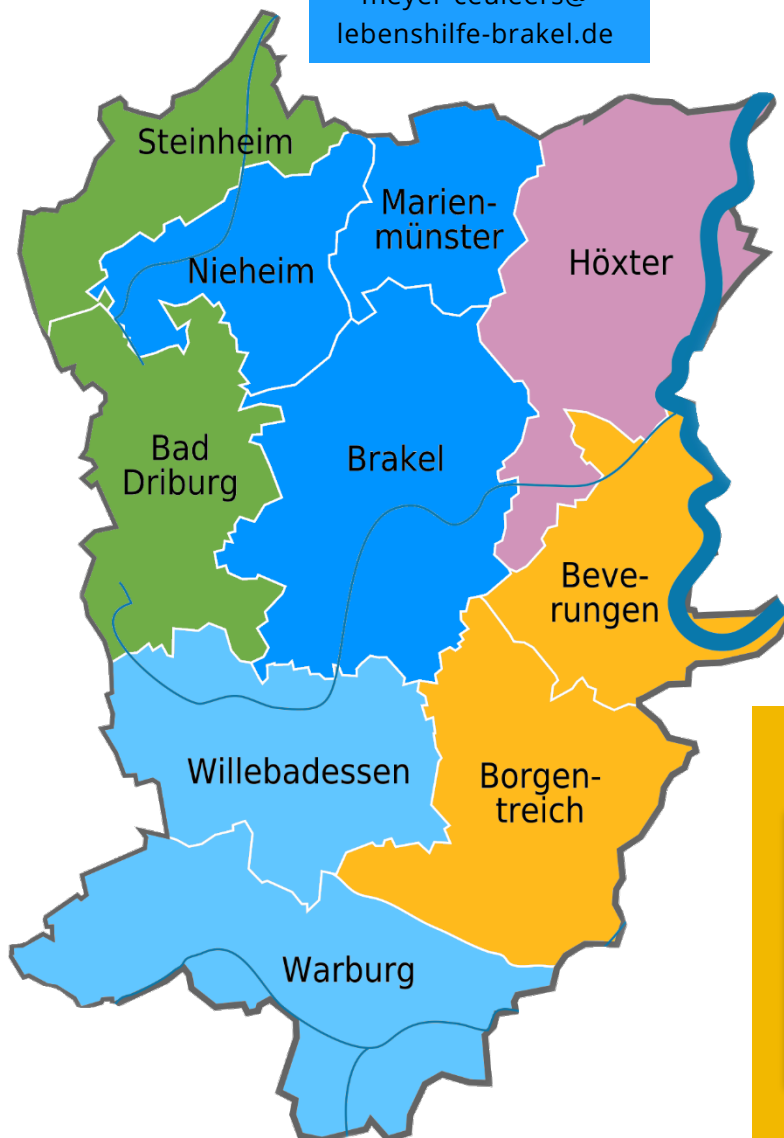 lebenshilfe-brakel.de
Steinheim
Marien-
münster
Höxter
Nieheim
Bad
Driburg
Brakel
Beve-
rungen
Willebadessen
Borgen-
treich
Warburg